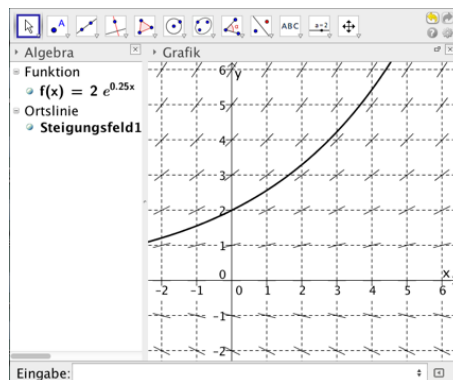 ABC
a=2
Algebra
Grafik
Funktion
f(x) = 2 e^0.25x
Ortslinie
Steigungsfeld1
y
6
5
4
3
2
1
0
-1
-2
x
-2 -1 0 1 2 3 4 5 6
Eingabe: